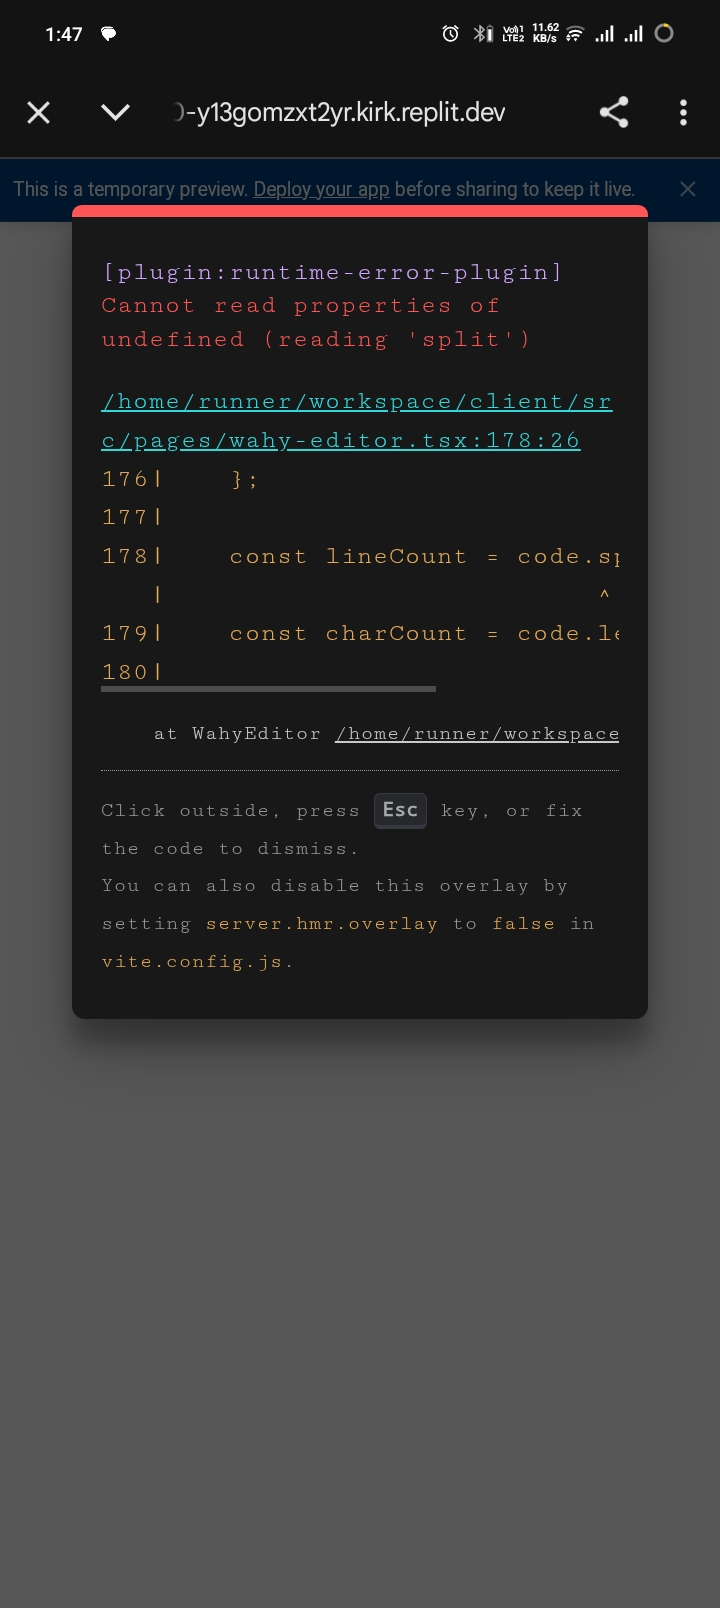 1:47
Vo))1 LTE2
11.62 KB/s
-y13gomzxt2yr.kirk.replit.dev
This is a temporary preview. Deploy your app before sharing to keep it live.
[plugin:runtime-error-plugin]
Cannot read properties of
undefined (reading 'split')
/home/runner/workspace/client/sr
c/pages/wahy-editor.tsx:178:26
176|    };
177|
178|    const lineCount = code.sp
   |                           ^
179|    const charCount = code.le
180|
at WahyEditor /home/runner/workspace
Click outside, press Esc key, or fix
the code to dismiss.
You can also disable this overlay by
setting server.hmr.overlay to false in
vite.config.js.